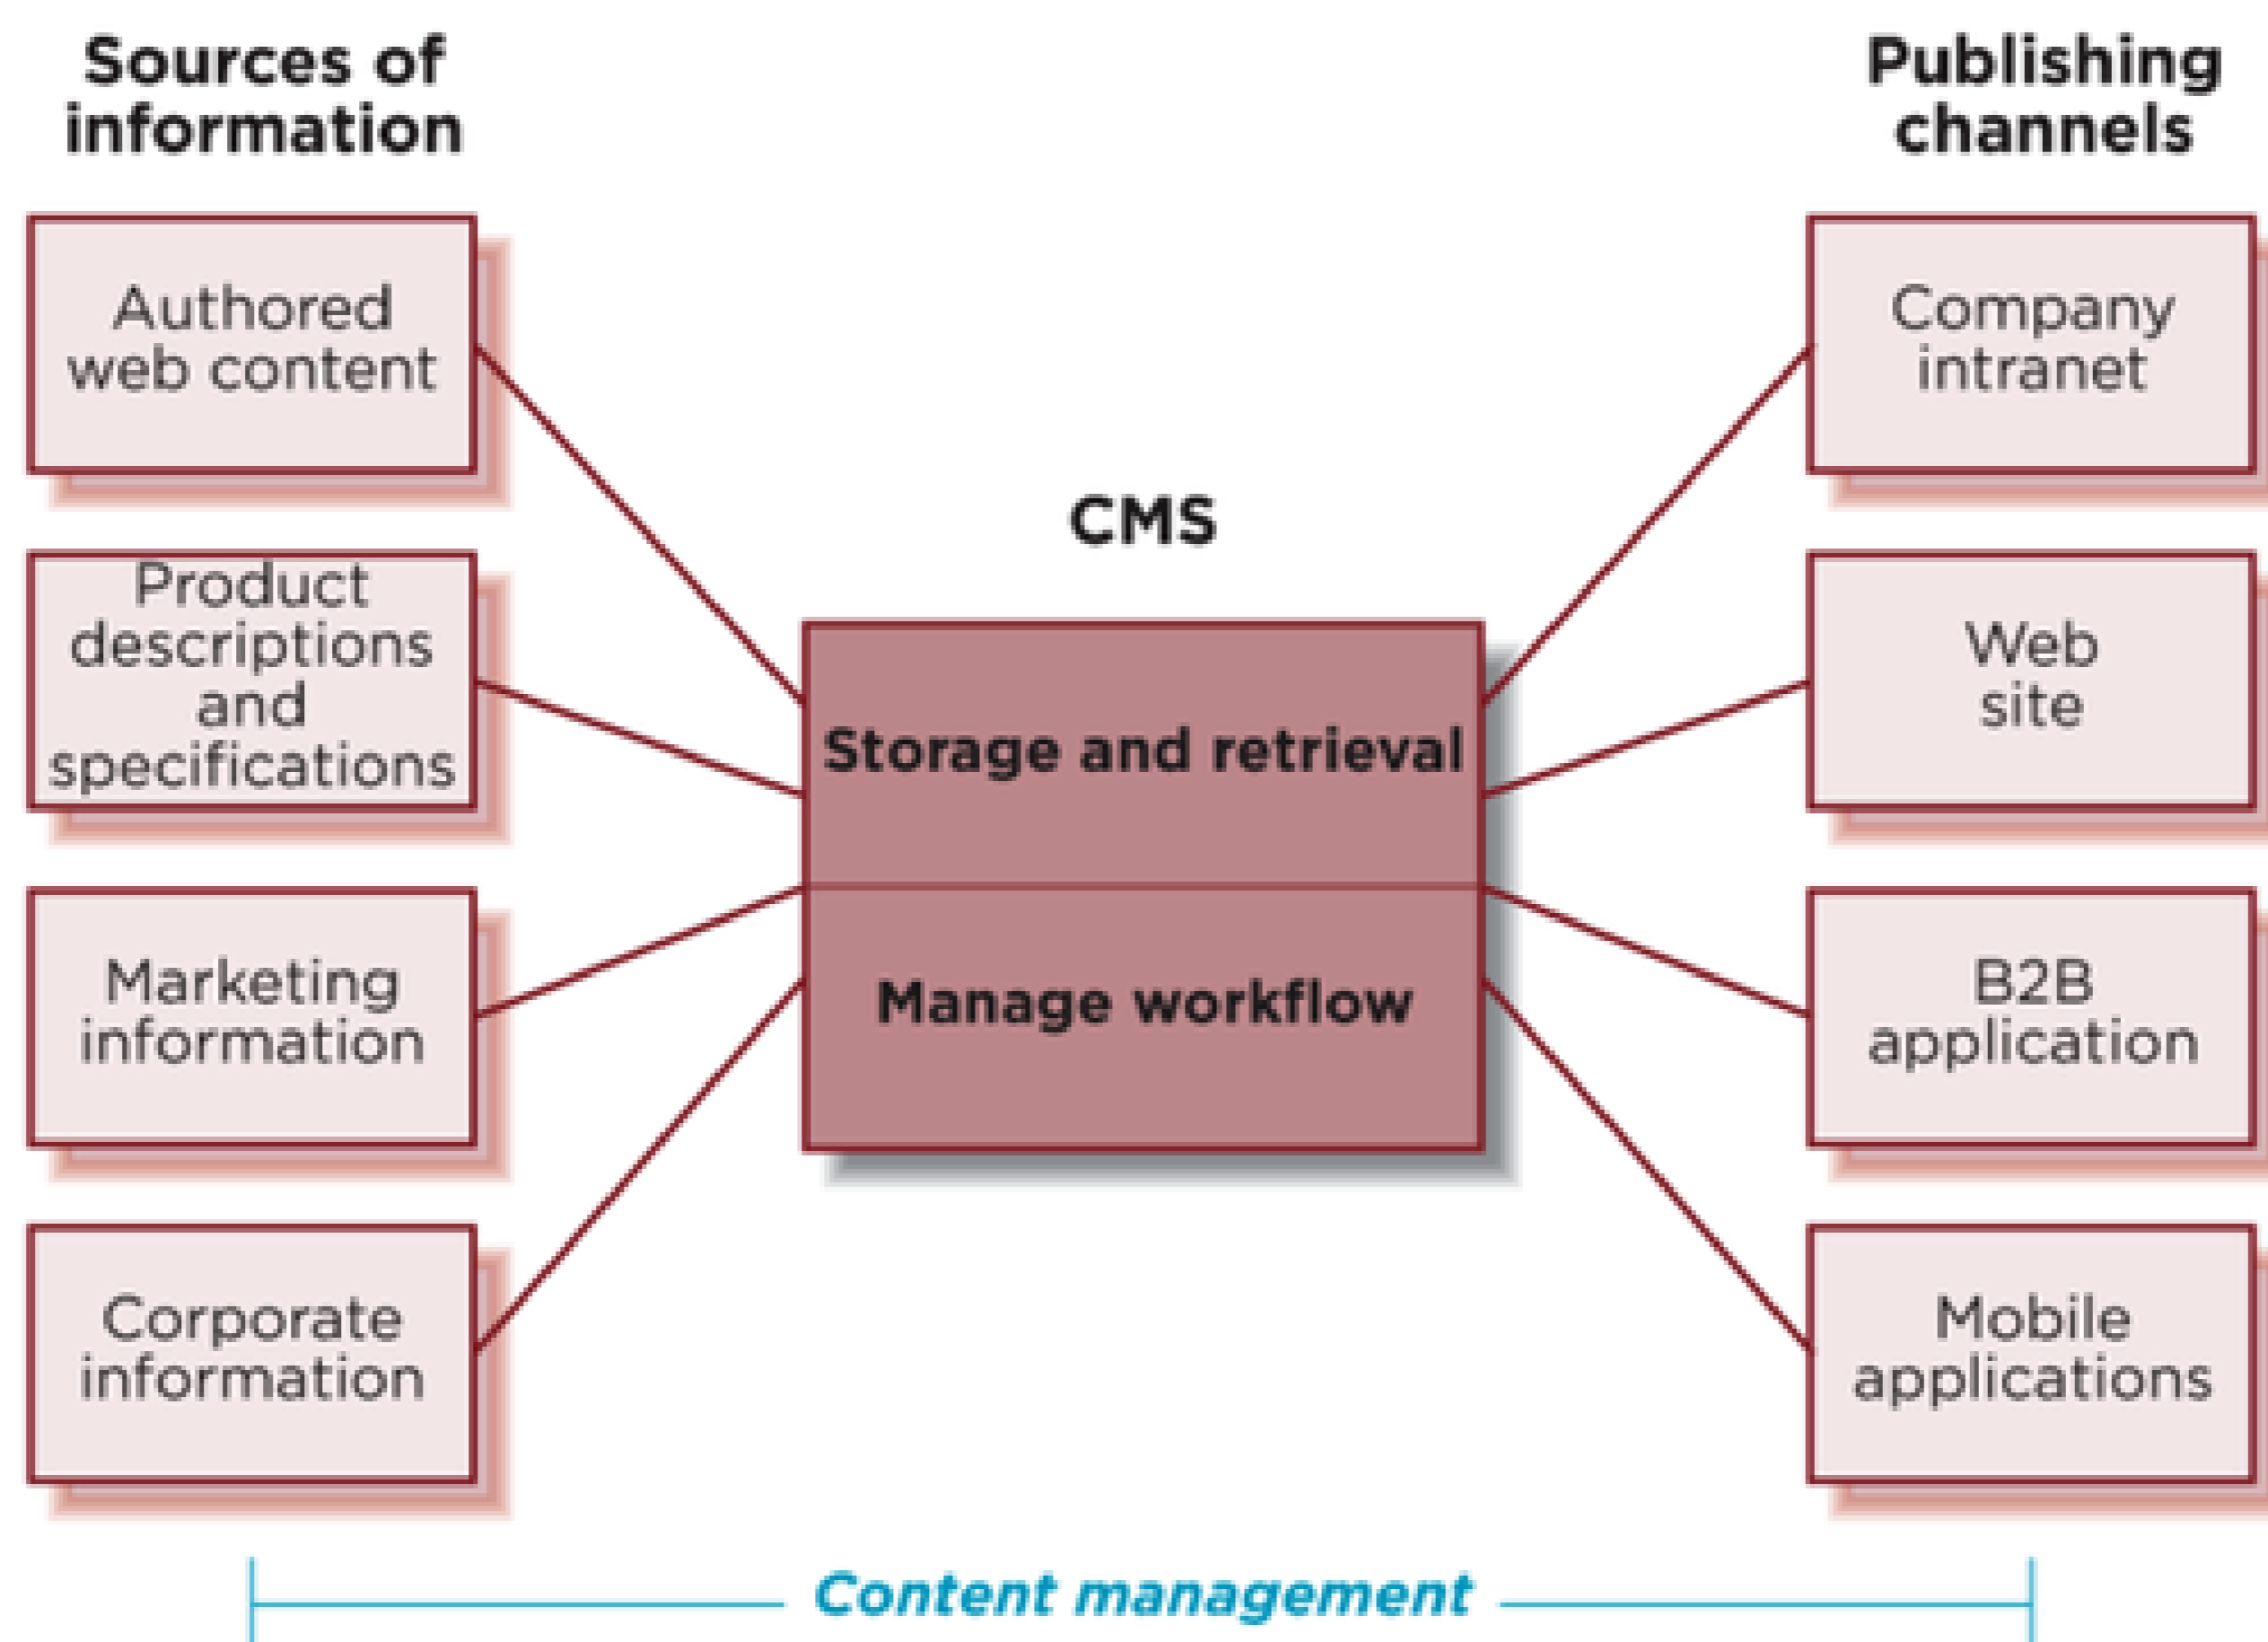 Sources of
information
Authored
web content
Product
descriptions
and
specifications
Marketing
information
Corporate
information
CMS
Storage and retrieval
Manage workflow
Publishing
channels
Company
intranet
Web
site
B2B
application
Mobile
applications
Content management